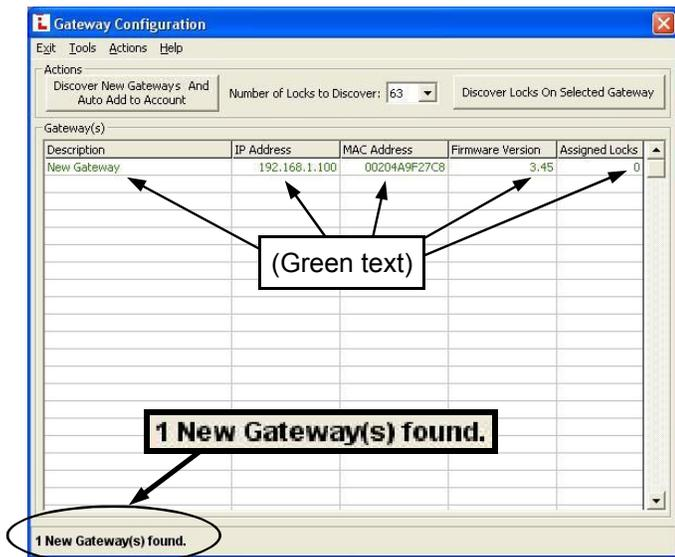 Gateway Configuration
Exit Tools Actions Help
Actions
Discover New Gateways And
Auto Add to Account
Number of Locks to Discover: 63
Discover Locks On Selected Gateway
Gateway(s)
Description IP Address MAC Address Firmware Version Assigned Locks
New Gateway 192.168.1.100 00204A9F27C8 3.45 0
(Green text)
1 New Gateway(s) found.
1 New Gateway(s) found.